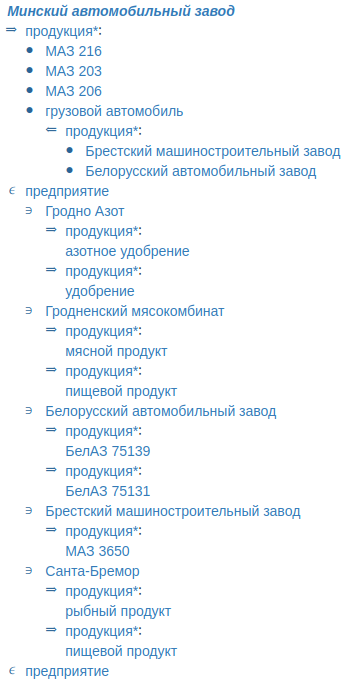 Минский автомобильный завод
⇒ продукция*:
● МАЗ 216
● МАЗ 203
● МАЗ 206
● грузовой автомобиль
⇐ продукция*:
● Брестский машиностроительный завод
● Белорусский автомобильный завод
ϵ предприятие
∍ Гродно Азот
⇒ продукция*:
азотное удобрение
⇒ продукция*:
удобрение
∍ Гродненский мясокомбинат
⇒ продукция*:
мясной продукт
⇒ продукция*:
пищевой продукт
∍ Белорусский автомобильный завод
⇒ продукция*:
БелАЗ 75139
⇒ продукция*:
БелАЗ 75131
∍ Брестский машиностроительный завод
⇒ продукция*:
МАЗ 3650
∍ Санта-Бремор
⇒ продукция*:
рыбный продукт
⇒ продукция*:
пищевой продукт
ϵ предприятие